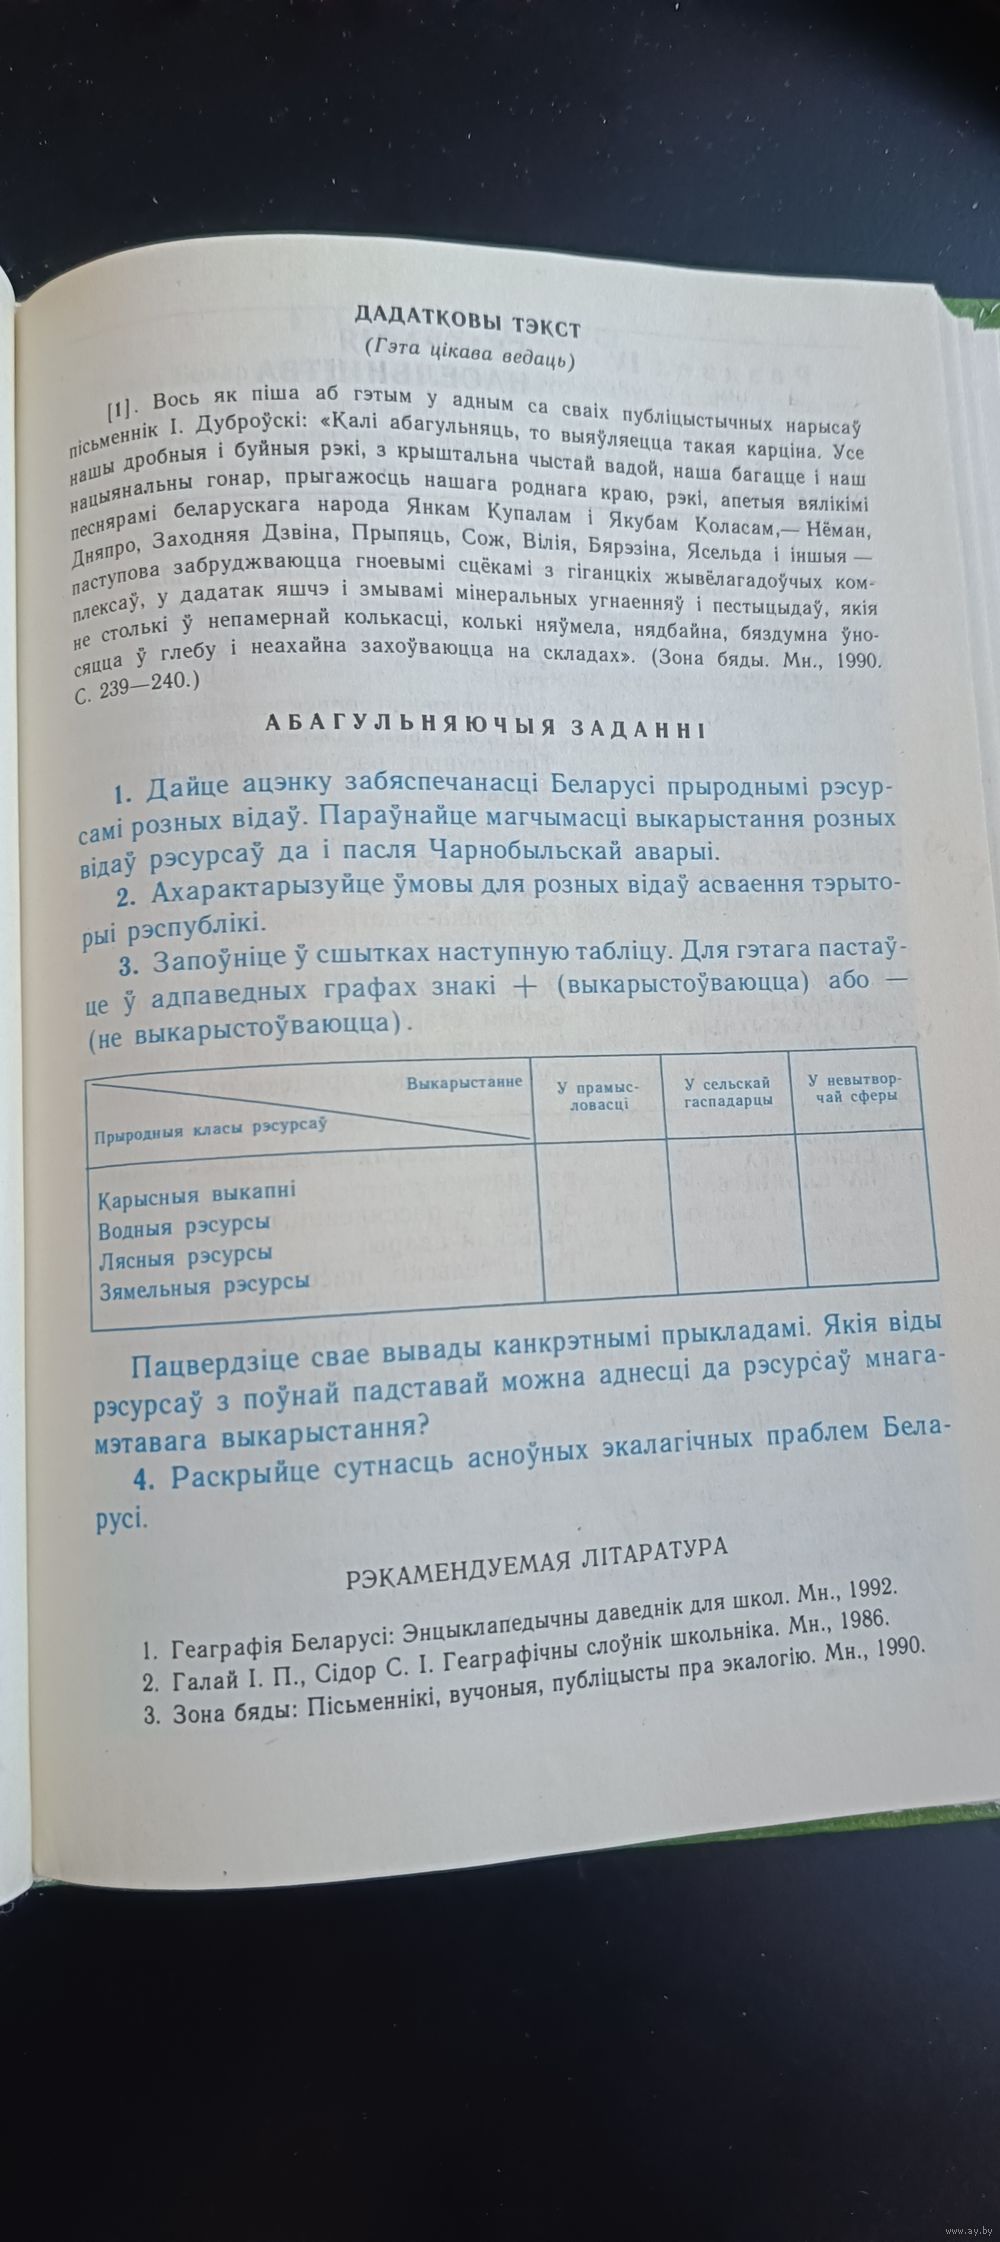 ДАДАТКОВЫ ТЭКСТ
(Гэта цікава ведаць)
[1]. Вось як піша аб гэтым у адным са сваіх публіцыстычных нарысаў
пісьменнік І. Дуброўскі: «Калі абагульняць, то выяўляецца такая карціна. Усе
нашы дробныя і буйныя рэкі, з крыштальна чыстай вадой, наша багацце і наш
нацыянальны гонар, прыгажосць нашага роднага краю, рэкі, апетыя вялікімі
песнярамі беларускага народа Янкам Купалам і Якубам Коласам,— Нёман,
Дняпро, Заходняя Дзвіна, Прыпяць, Сож, Вілія, Бярэзіна, Ясельда і іншыя —
паступова забруджваюцца гноевымі сцёкамі з гіганцкіх жывёлагадоўчых ком-
плексаў, у дадатак яшчэ і змывамі мінеральных угнаенняў і пестыцыдаў, якія
не столькі ў непамернай колькасці, колькі няўмела, нядбайна, бяздумна ўно-
сяцца ў глебу і неахайна захоўваюцца на складах». (Зона бяды. Мн., 1990.
С. 239—240.)
АБАГУЛЬНЯЮЧЫЯ ЗАДАННІ
1. Дайце ацэнку забяспечанасці Беларусі прыроднымі рэсур-
самі розных відаў. Параўнайце магчымасці выкарыстання розных
відаў рэсурсаў да і пасля Чарнобыльскай аварыі.
2. Ахарактарызуйце ўмовы для розных відаў асваення тэрыто-
рыі рэспублікі.
3. Запоўніце ў сшытках наступную табліцу. Для гэтага пастаў-
це ў адпаведных графах знакі + (выкарыстоўваюцца) або —
(не выкарыстоўваюцца).
Выкарыстанне
Прыродныя класы рэсурсаў
У прамыс-
ловасці
У сельскай
гаспадарцы
У невытвор-
чай сферы
Карысныя выкапні
Водныя рэсурсы
Лясныя рэсурсы
Зямельныя рэсурсы
Пацвердзіце свае вывады канкрэтнымі прыкладамі. Якія віды
рэсурсаў з поўнай падставай можна аднесці да рэсурсаў мнага-
мэтавага выкарыстання?
4. Раскрыйце сутнасць асноўных экалагічных праблем Бела-
русі.
РЭКАМЕНДУЕМАЯ ЛІТАРАТУРА
1. Геаграфія Беларусі: Энцыклапедычны даведнік для школ. Мн., 1992.
2. Галай І. П., Сідор С. І. Геаграфічны слоўнік школьніка. Мн., 1986.
3. Зона бяды: Пісьменнікі, вучоныя, публіцысты пра экалогію. Мн., 1990.
www.ay.by